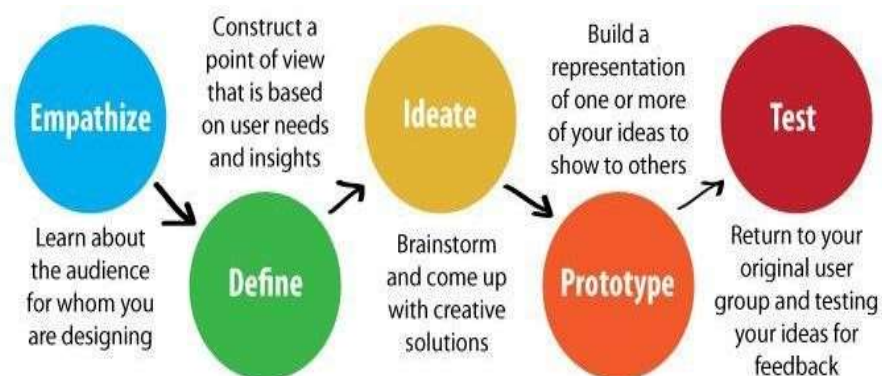 Empathize
Learn about
the audience
for whom you
are designing
Construct a
point of view
that is based
on user needs
and insights
Define
Ideate
Brainstorm
and come up
with creative
solutions
Build a
representation
of one or more
of your ideas to
show to others
Prototype
Test
Return to your
original user
group and testing
your ideas for
feedback